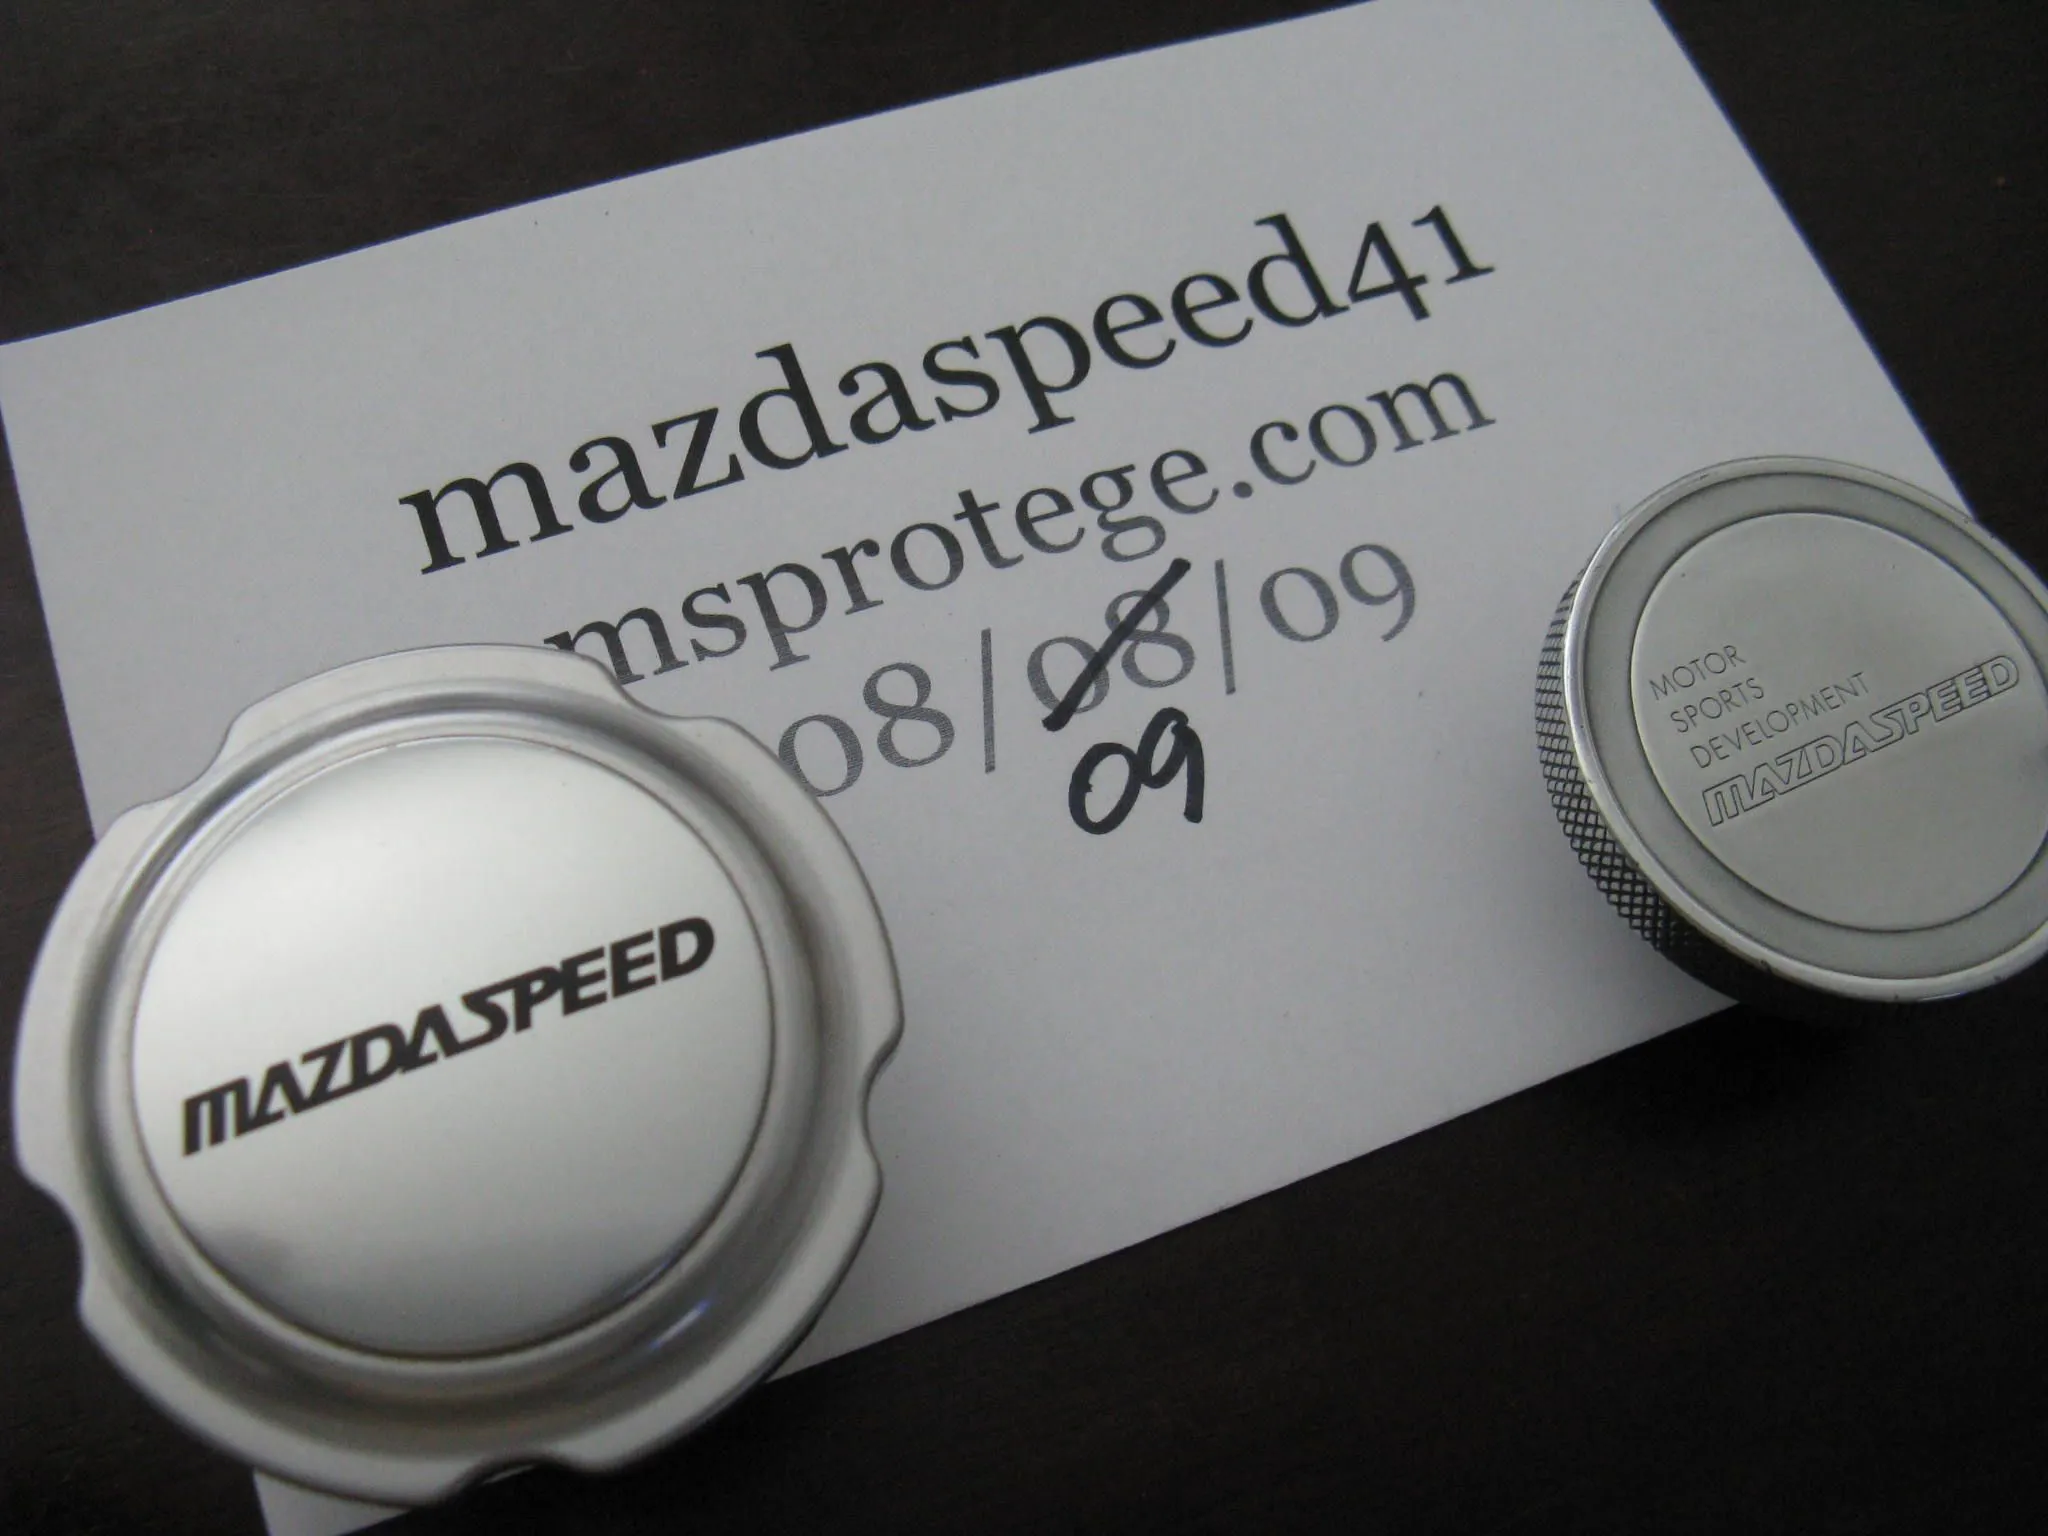 mazdaspeed41
msprotege.com
08/08/09
09
MAZDASPEED
MOTOR
SPORTS
DEVELOPMENT
MAZDASPEED